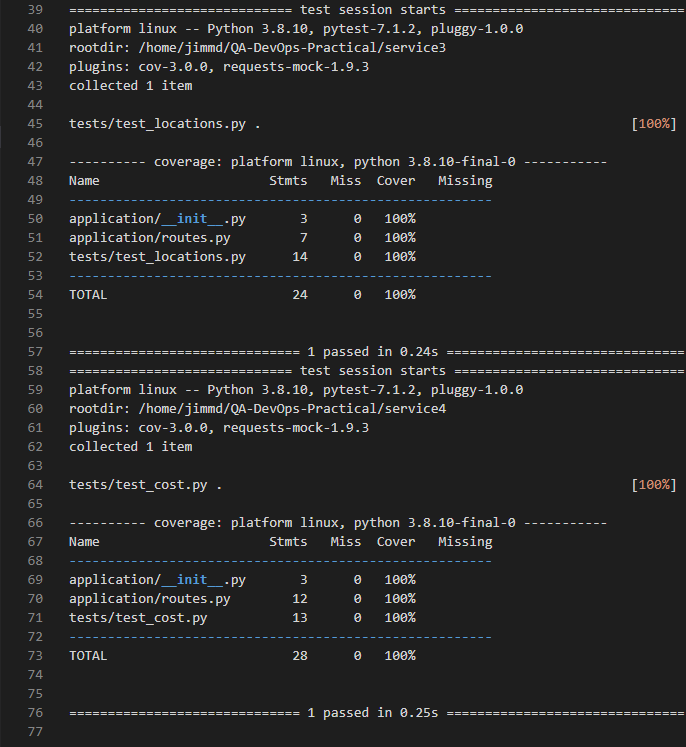 39 ============================= test session starts ==============================
40 platform linux -- Python 3.8.10, pytest-7.1.2, pluggy-1.0.0
41 rootdir: /home/jimmd/QA-DevOps-Practical/service3
42 plugins: cov-3.0.0, requests-mock-1.9.3
43 collected 1 item
44
45 tests/test_locations.py . [100%]
46
47 ---------- coverage: platform linux, python 3.8.10-final-0 -----------
48 Name Stmts Miss Cover Missing
49 -------------------------------------------------------
50 application/__init__.py 3 0 100%
51 application/routes.py 7 0 100%
52 tests/test_locations.py 14 0 100%
53 -------------------------------------------------------
54 TOTAL 24 0 100%
55
56
57 ============================== 1 passed in 0.24s ===============================
58 ============================= test session starts ==============================
59 platform linux -- Python 3.8.10, pytest-7.1.2, pluggy-1.0.0
60 rootdir: /home/jimmd/QA-DevOps-Practical/service4
61 plugins: cov-3.0.0, requests-mock-1.9.3
62 collected 1 item
63
64 tests/test_cost.py . [100%]
65
66 ---------- coverage: platform linux, python 3.8.10-final-0 -----------
67 Name Stmts Miss Cover Missing
68 -------------------------------------------------------
69 application/__init__.py 3 0 100%
70 application/routes.py 12 0 100%
71 tests/test_cost.py 13 0 100%
72 -------------------------------------------------------
73 TOTAL 28 0 100%
74
75
76 ============================== 1 passed in 0.25s ===============================
77